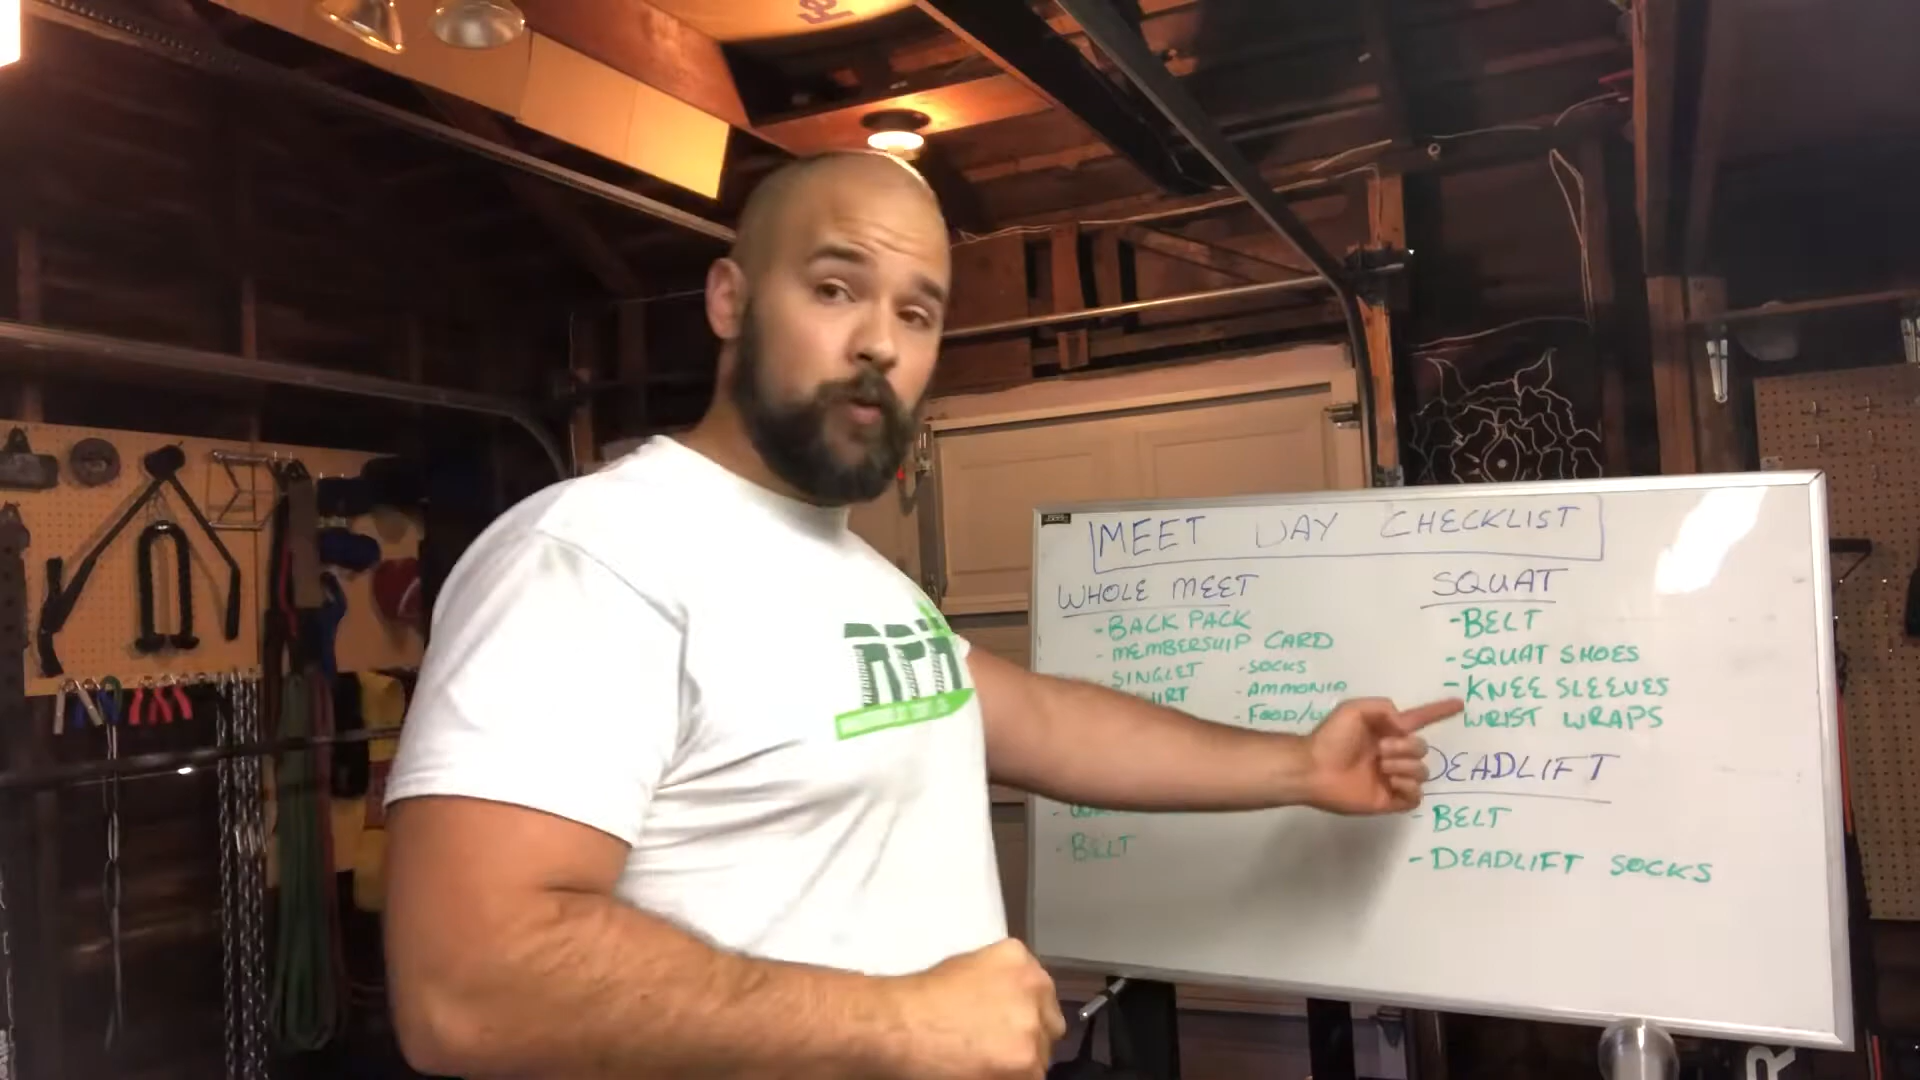 MEET DAY CHECKLIST
WHOLE MEET
- BACK PACK
- MEMBERSHIP CARD
- SINGLET
- SOCKS
- AMMONIA
- FOOD/
- BELT
SQUAT
- BELT
- SQUAT SHOES
- KNEE SLEEVES
WRIST WRAPS
DEADLIFT
- BELT
- DEADLIFT SOCKS
R